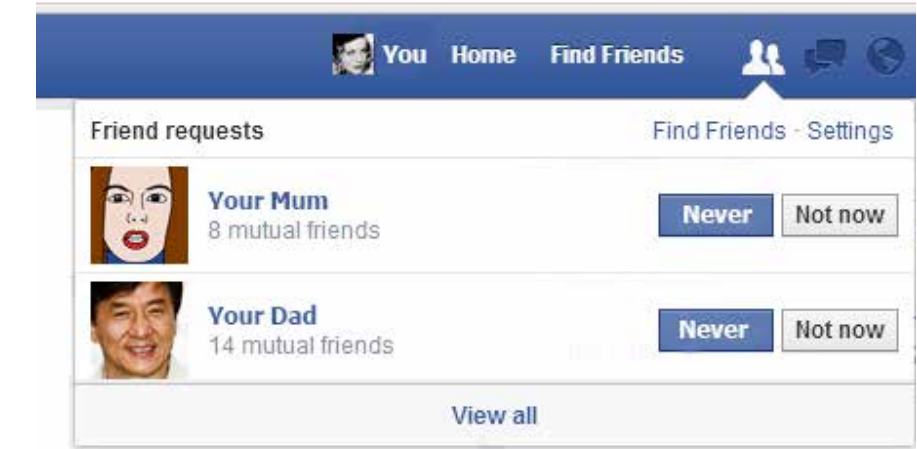 You Home Find Friends
Friend requests Find Friends · Settings
Your Mum
8 mutual friends
Never Not now
Your Dad
14 mutual friends
Never Not now
View all